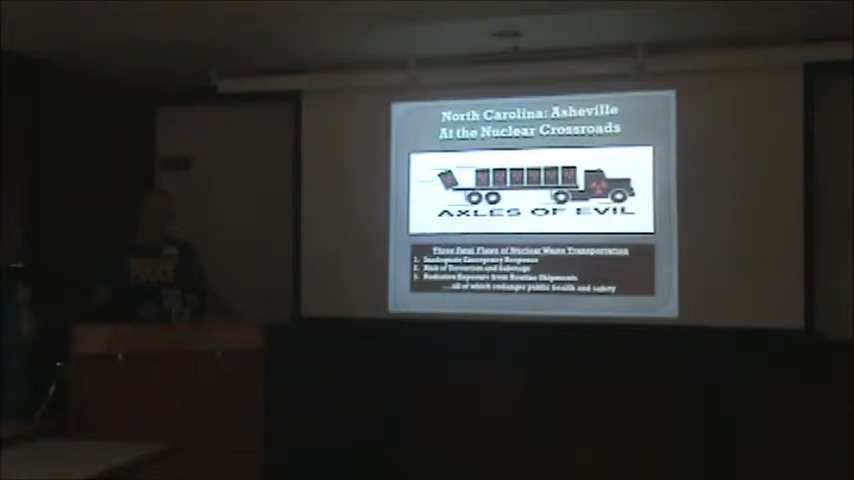 North Carolina: Asheville
At the Nuclear Crossroads
AXLES OF EVIL
Three Fatal Flaws of Nuclear Waste Transportation
1. Inadequate Emergency Response
2. Risk of Terrorism and Sabotage
3. Radiation Exposure from Routine Shipments
....all of which endanger public health and safety